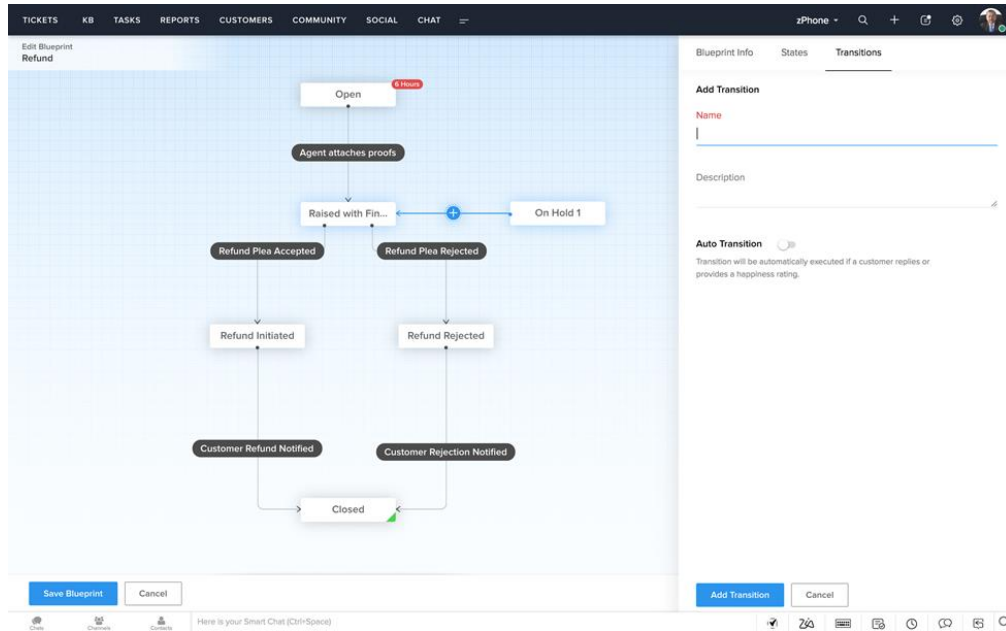 TICKETS KB TASKS REPORTS CUSTOMERS COMMUNITY SOCIAL CHAT zPhone
Edit Blueprint
Refund
Blueprint Info States Transitions
6 Hours
Open
Agent attaches proofs
Raised with Fin...
On Hold 1
Refund Plea Accepted
Refund Plea Rejected
Refund Initiated
Refund Rejected
Customer Refund Notified
Customer Rejection Notified
Closed
Add Transition
Name
Description
Auto Transition
Transition will be automatically executed if a customer replies or
provides a happiness rating.
Save Blueprint Cancel
Add Transition Cancel
Chats Channels Contacts Here is your Smart Chat (Ctrl+Space)